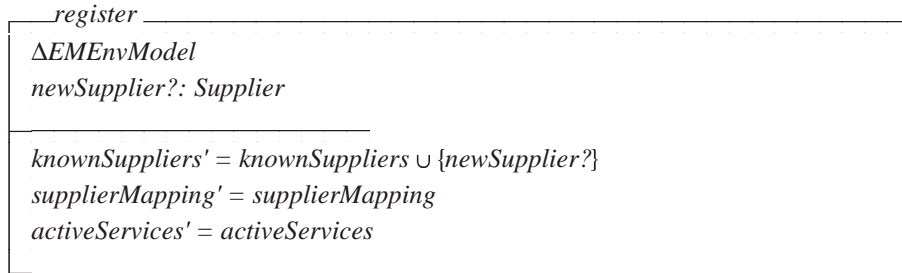 register
ΔEMEnvModel
newSupplier?: Supplier
knownSuppliers' = knownSuppliers ∪ {newSupplier?}
supplierMapping' = supplierMapping
activeServices' = activeServices